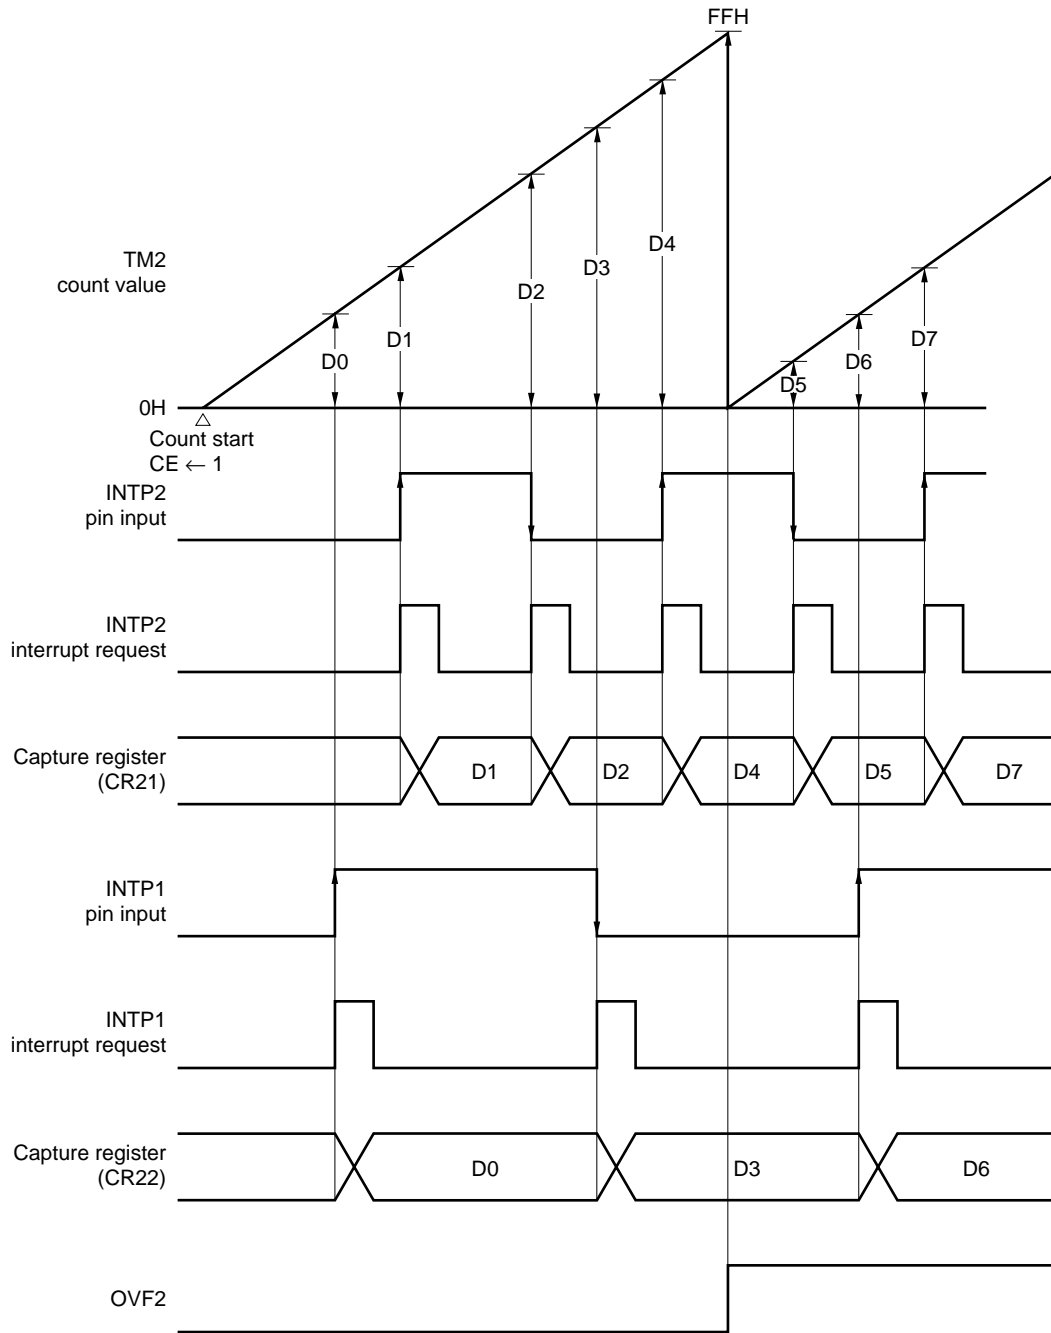 FFH
TM2
count value
D0
D1
D2
D3
D4
D5
D6
D7
0H
Count start
CE ← 1
INTP2
pin input
INTP2
interrupt request
Capture register
(CR21)
D1
D2
D4
D5
D7
INTP1
pin input
INTP1
interrupt request
Capture register
(CR22)
D0
D3
D6
OVF2